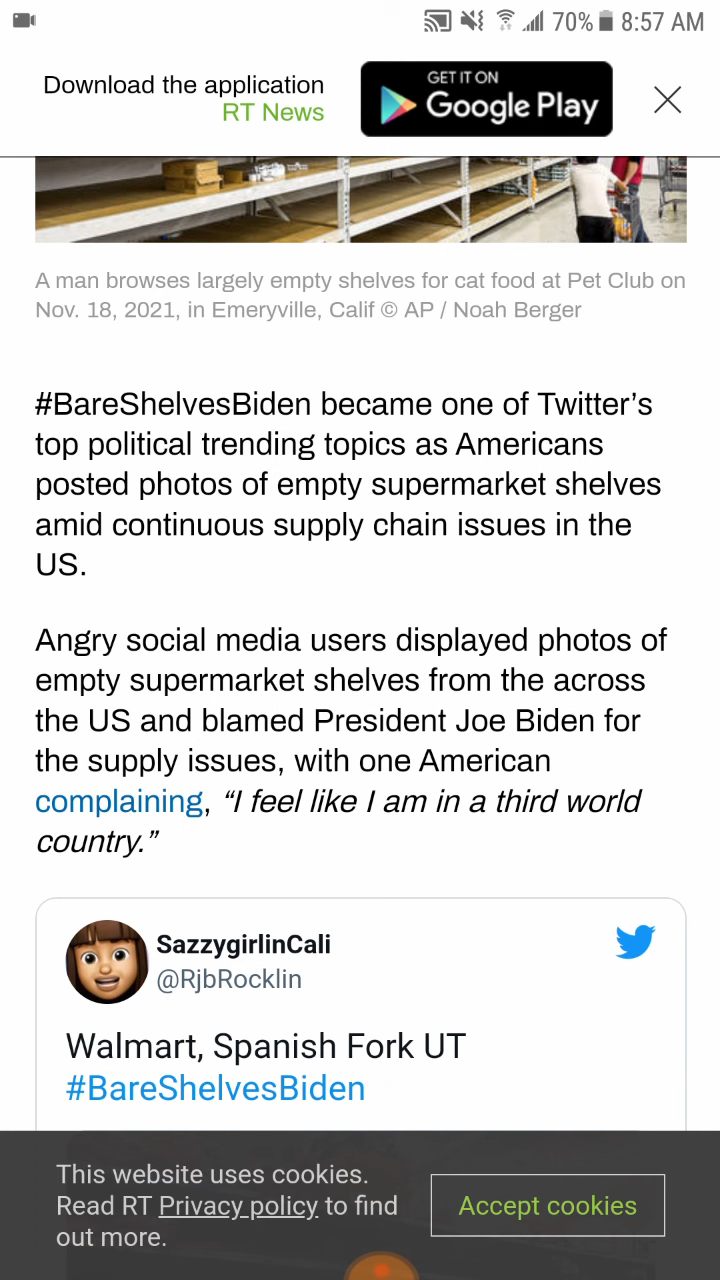 70% 8:57 AM
Download the application
RT News
GET IT ON
Google Play
A man browses largely empty shelves for cat food at Pet Club on
Nov. 18, 2021, in Emeryville, Calif © AP / Noah Berger
#BareShelvesBiden became one of Twitter’s
top political trending topics as Americans
posted photos of empty supermarket shelves
amid continuous supply chain issues in the
US.
Angry social media users displayed photos of
empty supermarket shelves from the across
the US and blamed President Joe Biden for
the supply issues, with one American
complaining, “I feel like I am in a third world
country.”
SazzygirlinCali
@RjbRocklin
Walmart, Spanish Fork UT
#BareShelvesBiden
This website uses cookies.
Read RT Privacy policy to find
out more.
Accept cookies